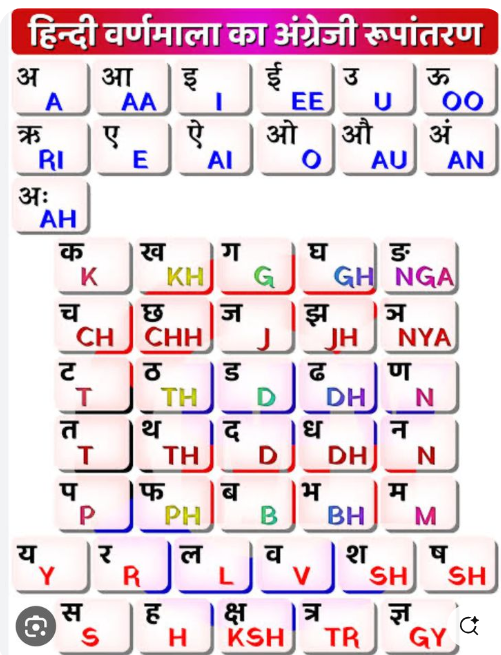 हिन्दी वर्णमाला का अंग्रेजी रूपांतरण
अ आ इ ई उ ऊ
A AA I EE U OO
ऋ ए ऐ ओ औ अं
RI E AI O AU AN
अः
AH
क ख ग घ ङ
K KH G GH NGA
च छ ज झ ञ
CH CHH J JH NYA
ट ठ ड ढ ण
T TH D DH N
त थ द ध न
T TH D DH N
प फ ब भ म
P PH B BH M
य र ल व श ष
Y R L V SH SH
स ह क्ष त्र ज्ञ
S H KSH TR GY